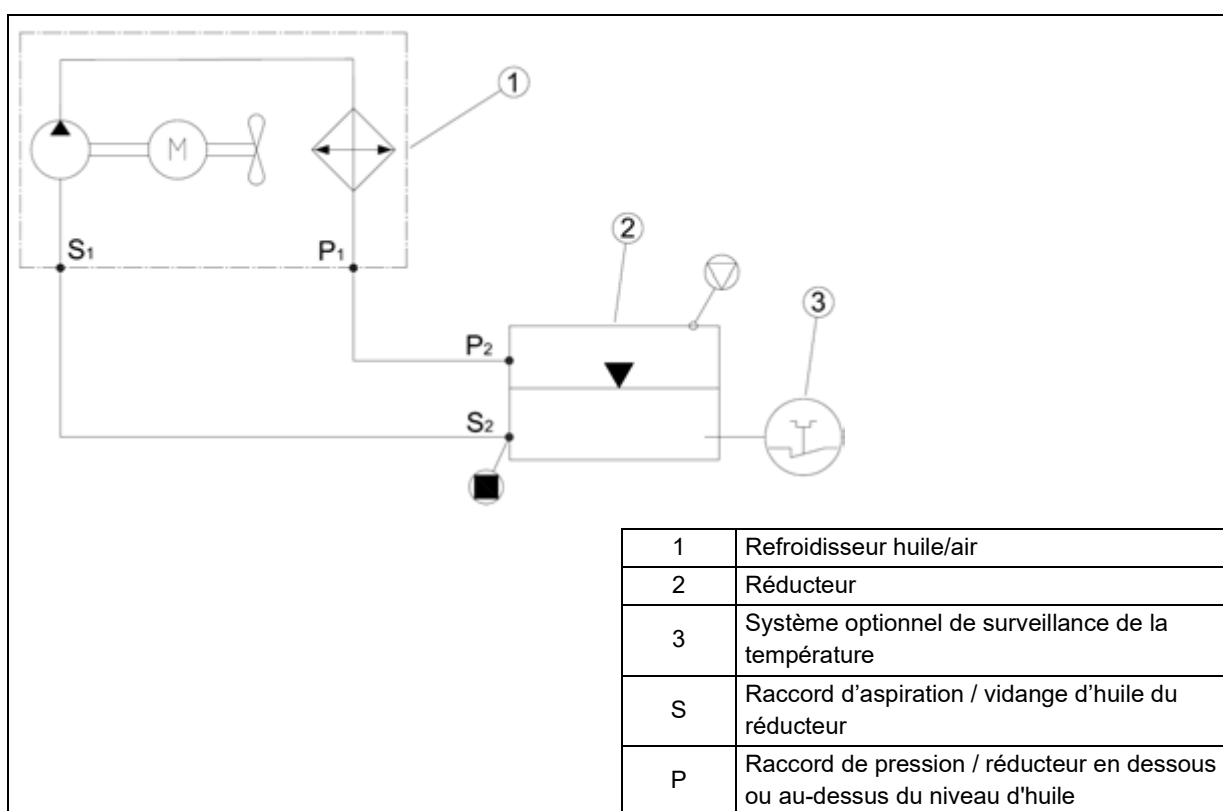 1
M
S1
P1
2
3
P2
S2
1 Refroidisseur huile/air
2 Réducteur
3 Système optionnel de surveillance de la
température
S Raccord d’aspiration / vidange d’huile du
réducteur
P Raccord de pression / réducteur en dessous
ou au-dessus du niveau d'huile